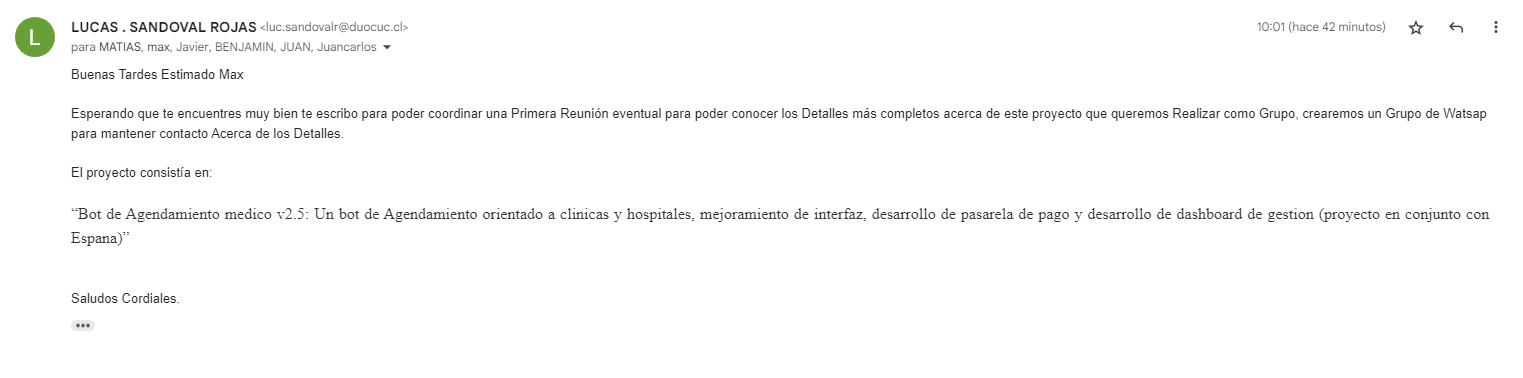 L
LUCAS . SANDOVAL ROJAS <luc.sandovalr@duocuc.cl>
10:01 (hace 42 minutos)
para MATIAS, max, Javier, BENJAMIN, JUAN, Juancarlos
Buenas Tardes Estimado Max
Esperando que te encuentres muy bien te escribo para poder coordinar una Primera Reunión eventual para poder conocer los Detalles más completos acerca de este proyecto que queremos Realizar como Grupo, crearemos un Grupo de Watsap
para mantener contacto Acerca de los Detalles.
El proyecto consistía en:
“Bot de Agendamiento medico v2.5: Un bot de Agendamiento orientado a clinicas y hospitales, mejoramiento de interfaz, desarrollo de pasarela de pago y desarrollo de dashboard de gestion (proyecto en conjunto con
Espana)”
Saludos Cordiales.